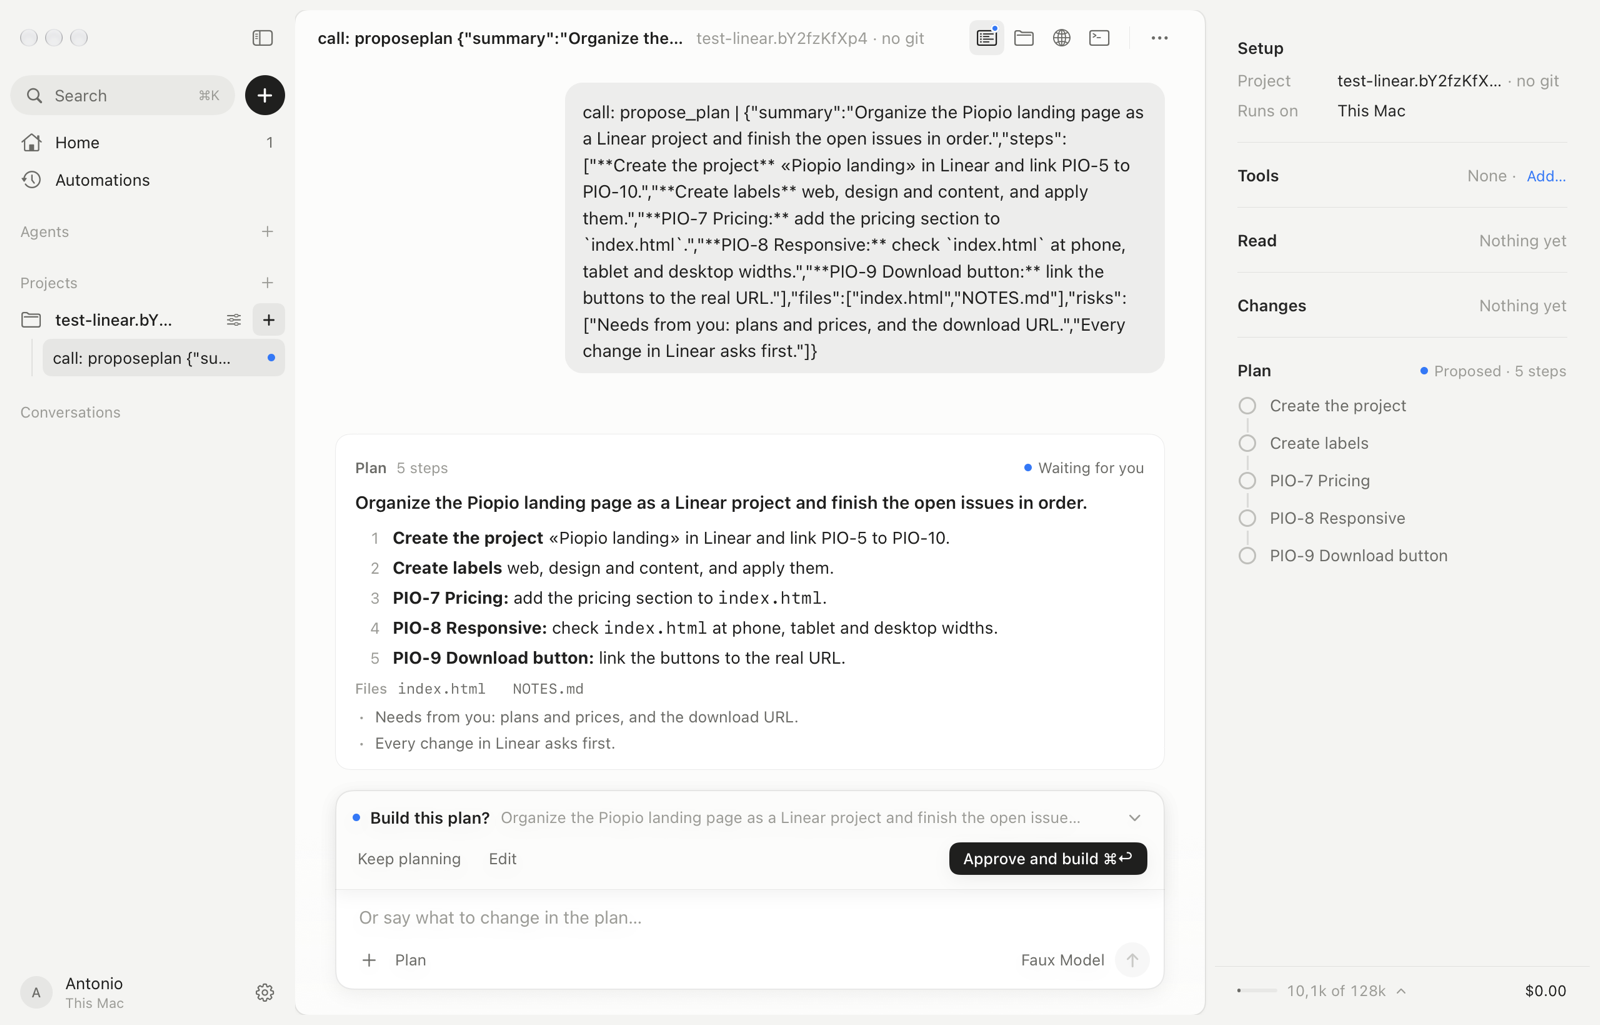 Search ⌘K
Home 1
Automations
Agents
Projects
test-linear.bY...
call: proposeplan {"su...
Conversations
A
Antonio
This Mac
call: proposeplan {"summary":"Organize the... test-linear.bY2fzKfXp4 · no git
call: propose_plan | {"summary":"Organize the Piopio landing page as
a Linear project and finish the open issues in order.","steps":
["**Create the project** «Piopio landing» in Linear and link PIO-5 to
PIO-10.","**Create labels** web, design and content, and apply
them.","**PIO-7 Pricing:** add the pricing section to
`index.html`.","**PIO-8 Responsive:** check `index.html` at phone,
tablet and desktop widths.","**PIO-9 Download button:** link the
buttons to the real URL."],"files":["index.html","NOTES.md"],"risks":
["Needs from you: plans and prices, and the download URL.","Every
change in Linear asks first."]}
Plan 5 steps Waiting for you
Organize the Piopio landing page as a Linear project and finish the open issues in order.
1 Create the project «Piopio landing» in Linear and link PIO-5 to PIO-10.
2 Create labels web, design and content, and apply them.
3 PIO-7 Pricing: add the pricing section to index.html.
4 PIO-8 Responsive: check index.html at phone, tablet and desktop widths.
5 PIO-9 Download button: link the buttons to the real URL.
Files index.html NOTES.md
· Needs from you: plans and prices, and the download URL.
· Every change in Linear asks first.
Build this plan? Organize the Piopio landing page as a Linear project and finish the open issue...
Keep planning Edit Approve and build ⌘↩
Or say what to change in the plan...
+ Plan Faux Model
Setup
Project test-linear.bY2fzKfX... · no git
Runs on This Mac
Tools None · Add...
Read Nothing yet
Changes Nothing yet
Plan Proposed · 5 steps
Create the project
Create labels
PIO-7 Pricing
PIO-8 Responsive
PIO-9 Download button
10,1k of 128k $0.00